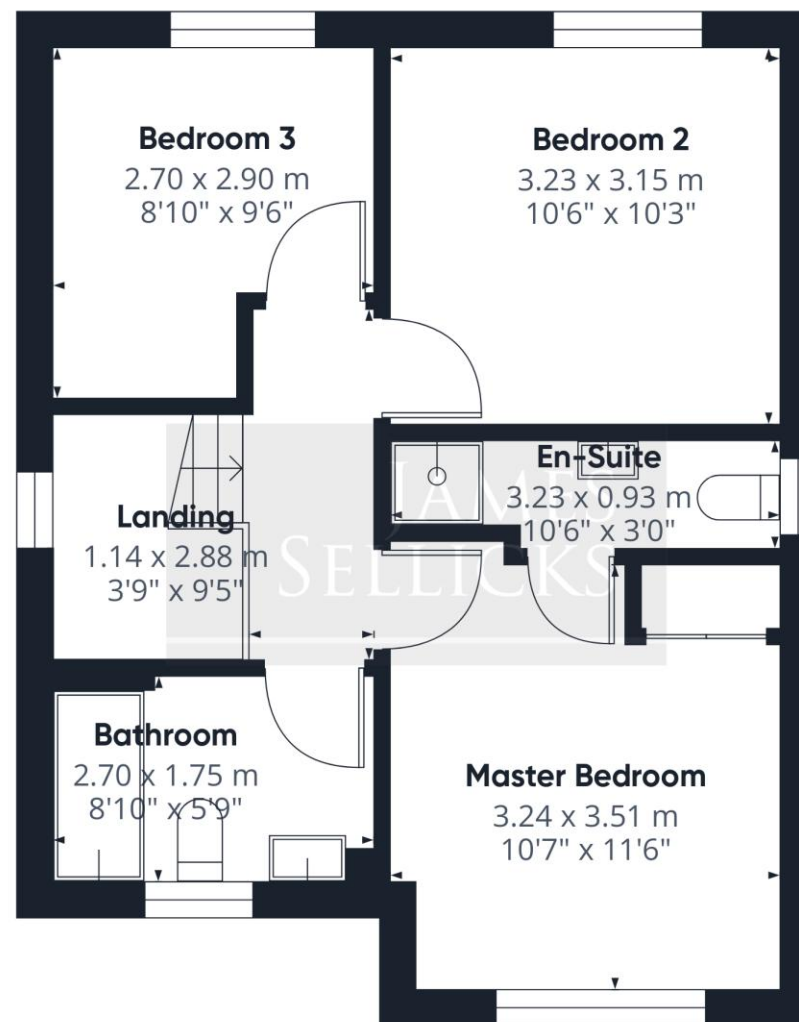 Bedroom 3
2.70 x 2.90 m
8'10" x 9'6"
Bedroom 2
3.23 x 3.15 m
10'6" x 10'3"
En-Suite
3.23 x 0.93 m
10'6" x 3'0"
Landing
1.14 x 2.88 m
3'9" x 9'5"
JAMES
SELLICKS
Bathroom
2.70 x 1.75 m
8'10" x 5'9"
Master Bedroom
3.24 x 3.51 m
10'7" x 11'6"